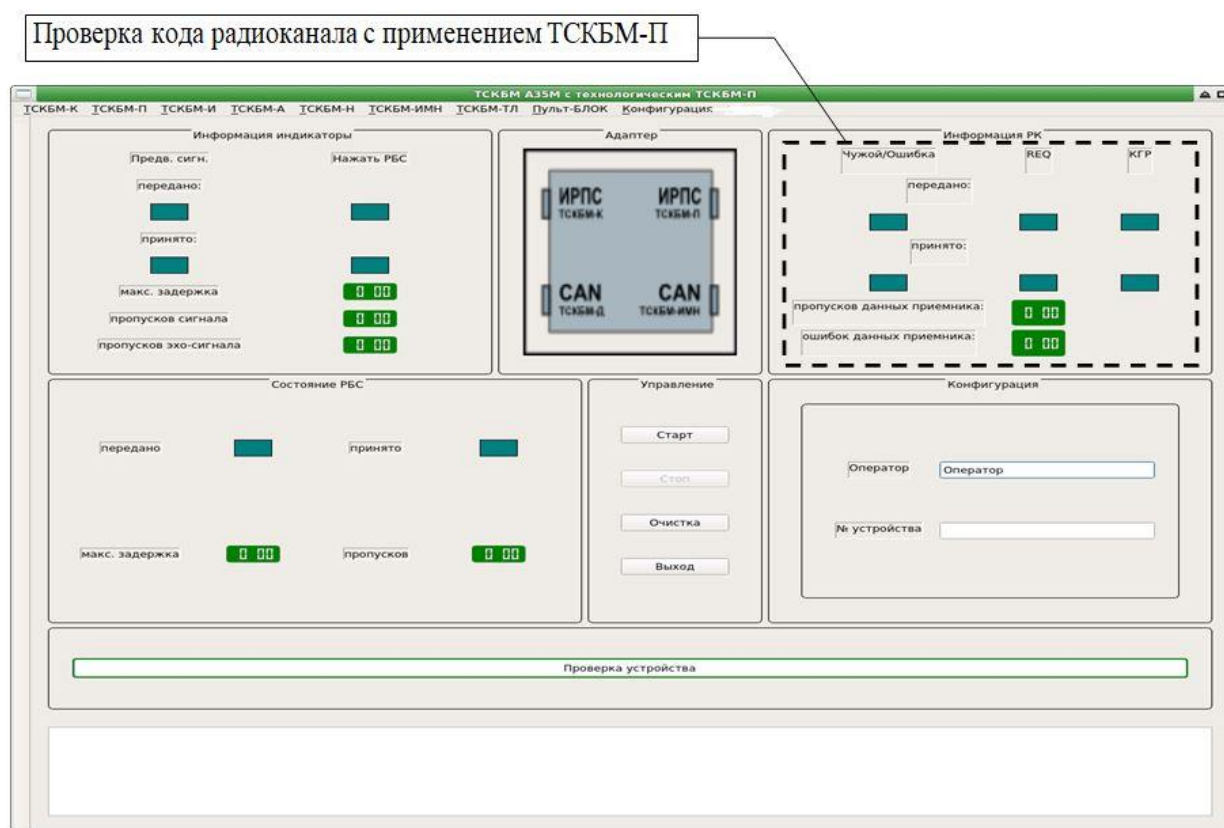 Проверка кода радиоканала с применением ТСКБМ-П
ТСКБМ А35М с технологическим ТСКБМ-П
ТСКБМ-К ТСКБМ-П ТСКБМ-И ТСКБМ-А ТСКБМ-Н ТСКБМ-ИМН ТСКБМ-ТЛ Пульт-БЛОК Конфигурация
Информация индикаторы
Предв. сигн. Нажать РБС
передано:
принято:
макс. задержка 0 00
пропусков сигнала 0 00
пропусков эхо-сигнала 0 00
Адаптер
ИРПС ИРПС
ТСКБМ-К ТСКБМ-П
CAN CAN
ТСКБМ-Д ТСКБМ-ИМН
Информация РК
Чужой/Ошибка REQ КГР
передано:
принято:
пропусков данных приемника: 0 00
ошибок данных приемника: 0 00
Состояние РБС
передано принято
макс. задержка 0 00 пропусков 0 00
Управление
Старт
Стоп
Очистка
Выход
Конфигурация
Оператор Оператор
№ устройства
Проверка устройства